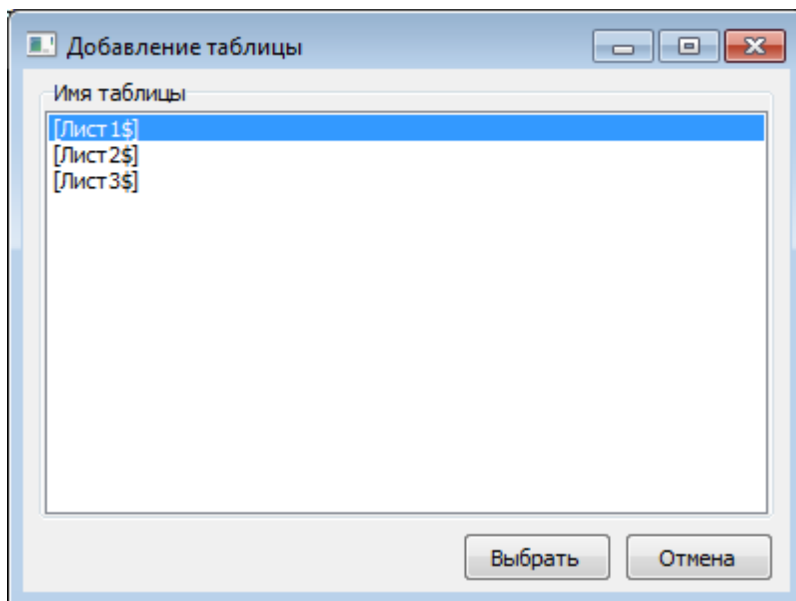 Добавление таблицы
Имя таблицы
[Лист1$]
[Лист2$]
[Лист3$]
Выбрать
Отмена